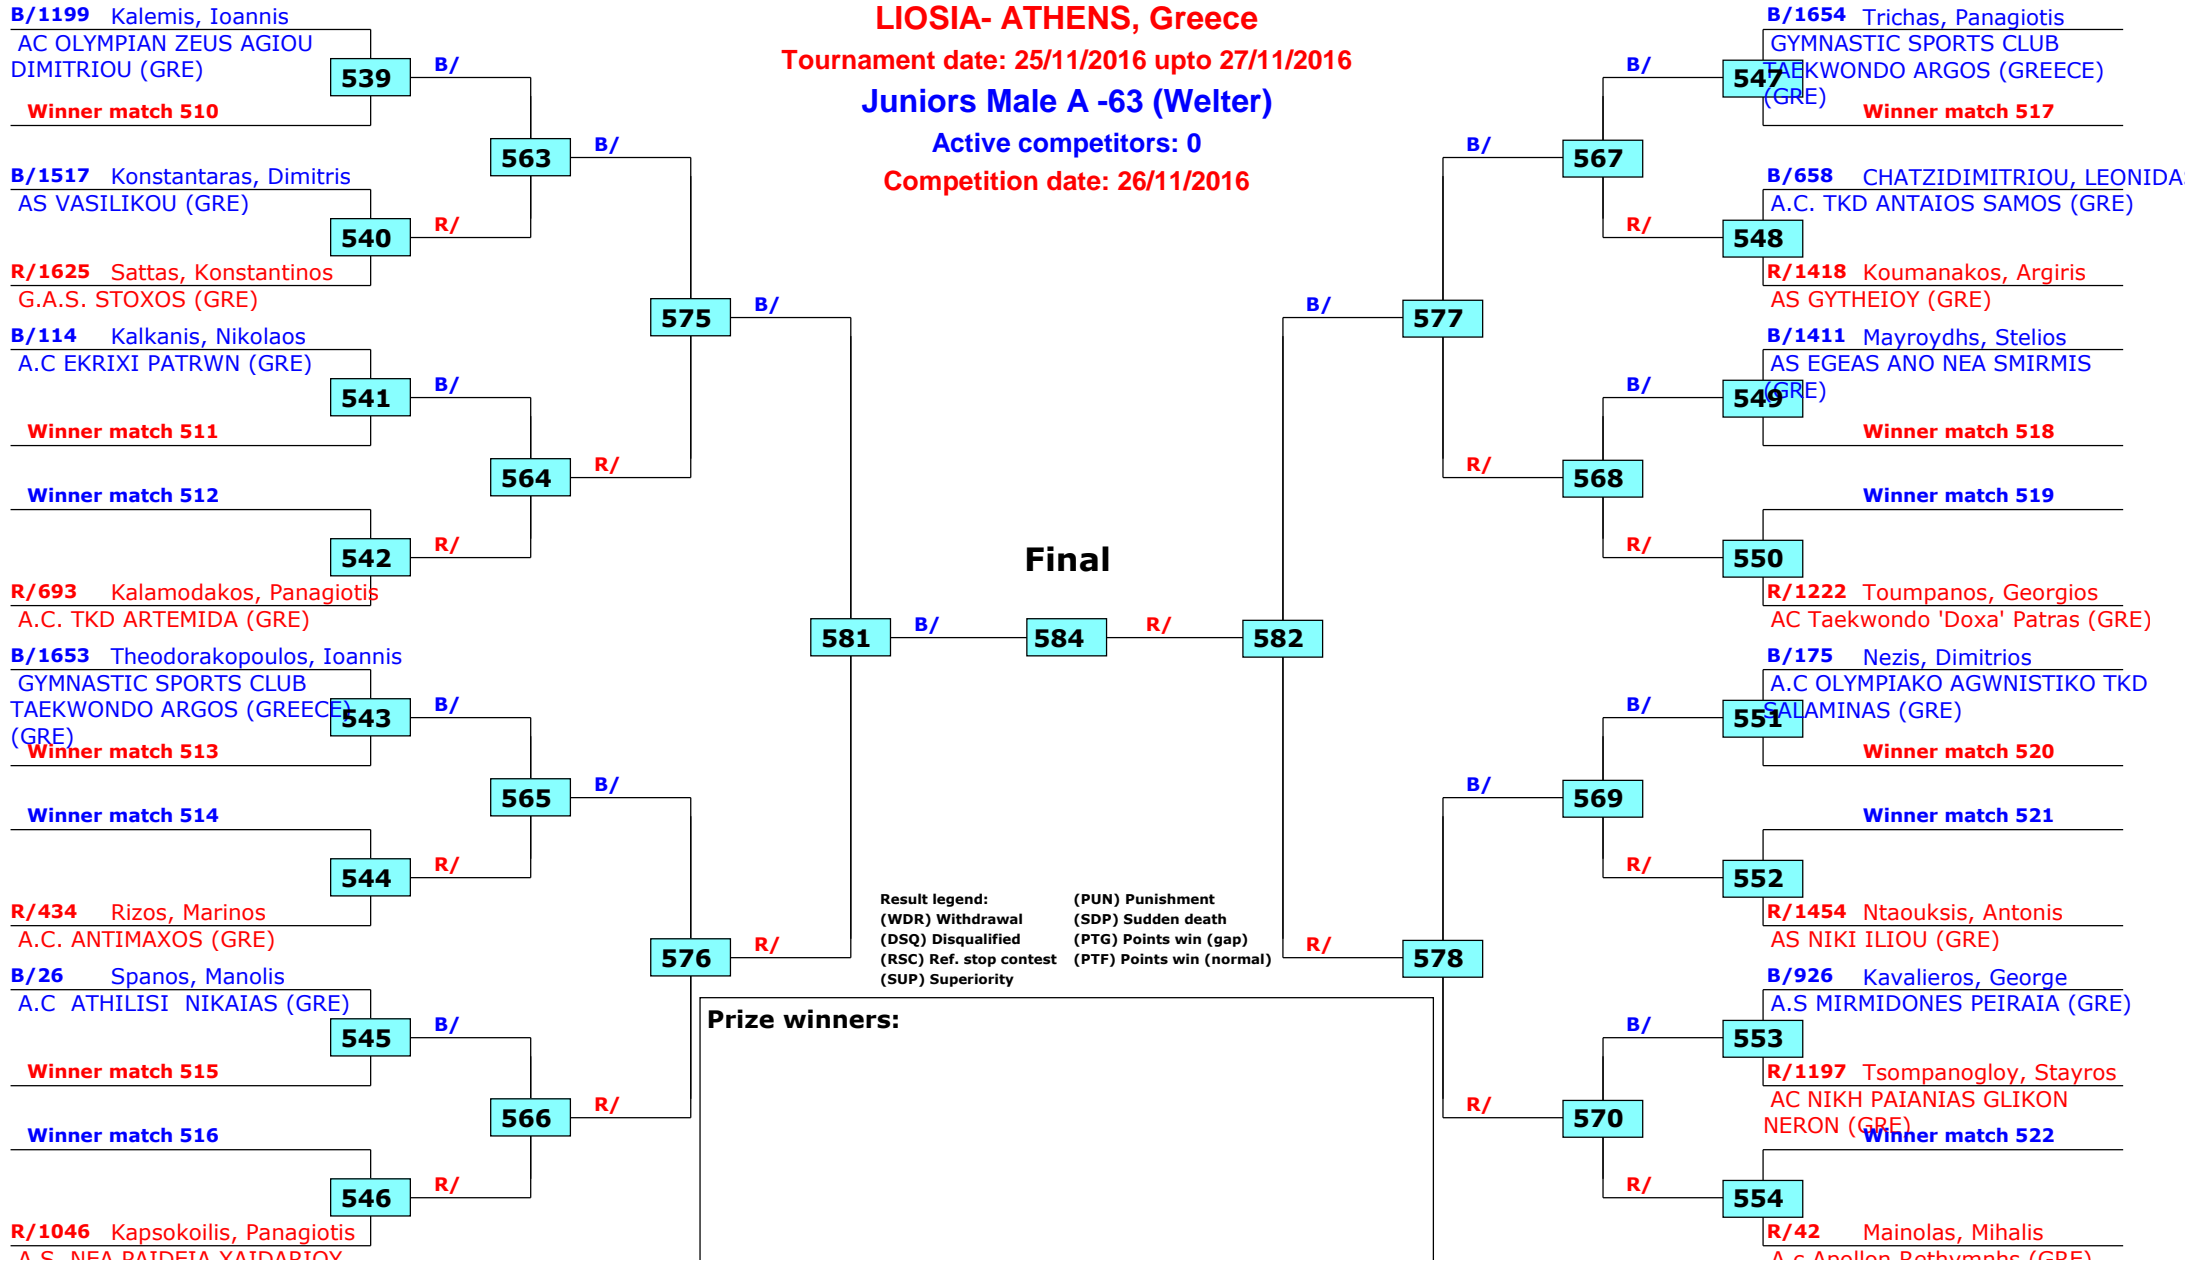 LIOSIA- ATHENS, Greece
Tournament date: 25/11/2016 upto 27/11/2016
Juniors Male A -63 (Welter)
Active competitors: 0
Competition date: 26/11/2016
B/1199 Kalemis, Ioannis
AC OLYMPIAN ZEUS AGIOU
DIMITRIOU (GRE)
539
B/
Winner match 510
563
B/
B/1517 Konstantaras, Dimitris
AS VASILIKOU (GRE)
540
R/
R/1625 Sattas, Konstantinos
G.A.S. STOXOS (GRE)
575
B/
B/114 Kalkanis, Nikolaos
A.C EKRIXI PATRWN (GRE)
541
B/
Winner match 511
564
R/
Winner match 512
542
R/
R/693 Kalamodakos, Panagiotis
A.C. TKD ARTEMIDA (GRE)
581
B/
B/1653 Theodorakopoulos, Ioannis
GYMNASTIC SPORTS CLUB
TAEKWONDO ARGOS (GREECE)
(GRE)
543
B/
Winner match 513
565
B/
Winner match 514
544
R/
R/434 Rizos, Marinos
A.C. ANTIMAXOS (GRE)
576
R/
B/26 Spanos, Manolis
A.C ATHILISI NIKAIAS (GRE)
545
B/
Winner match 515
566
R/
Winner match 516
546
R/
R/1046 Kapsokoilis, Panagiotis
A.S. NEA PAIDEIA XAIDARIOY
Final
584
R/
582
Result legend:
(WDR) Withdrawal
(DSQ) Disqualified
(RSC) Ref. stop contest
(SUP) Superiority
(PUN) Punishment
(SDP) Sudden death
(PTG) Points win (gap)
(PTF) Points win (normal)
Prize winners:
B/1654 Trichas, Panagiotis
GYMNASTIC SPORTS CLUB
TAEKWONDO ARGOS (GREECE)
(GRE)
B/
547
Winner match 517
B/
567
B/658 CHATZIDIMITRIOU, LEONIDAS
A.C. TKD ANTAIOS SAMOS (GRE)
R/
548
R/1418 Koumanakos, Argiris
AS GYTHEIOY (GRE)
B/
577
B/1411 Mayroydhs, Stelios
AS EGEAS ANO NEA SMIRMIS
(GRE)
B/
549
Winner match 518
R/
568
Winner match 519
R/
550
R/1222 Toumpanos, Georgios
AC Taekwondo 'Doxa' Patras (GRE)
B/175 Nezis, Dimitrios
A.C OLYMPIAKO AGWNISTIKO TKD
SALAMINAS (GRE)
B/
551
Winner match 520
B/
569
Winner match 521
R/
552
R/1454 Ntaouksis, Antonis
AS NIKI ILIOU (GRE)
R/
578
B/926 Kavalieros, George
A.S MIRMIDONES PEIRAIA (GRE)
B/
553
R/1197 Tsompanogloy, Stayros
AC NIKH PAIANIAS GLIKON
NERON (GRE)
R/
570
Winner match 522
R/
554
R/42 Mainolas, Mihalis
A.c Apollon Rethymnhs (GRE)